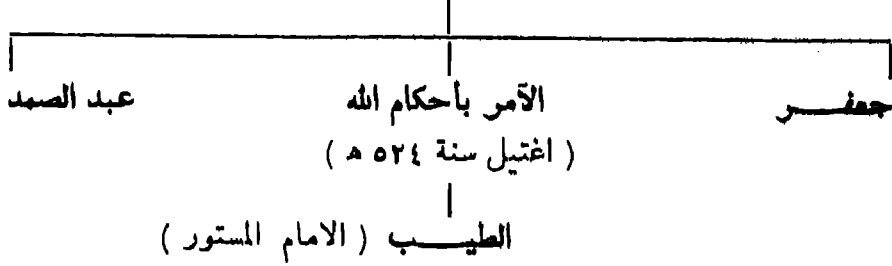 جعفر الآمر بأحكام الله عبد الصمد
( اغتيل سنة ٥٢٤ هـ )
الطيب ( الامام المستور )